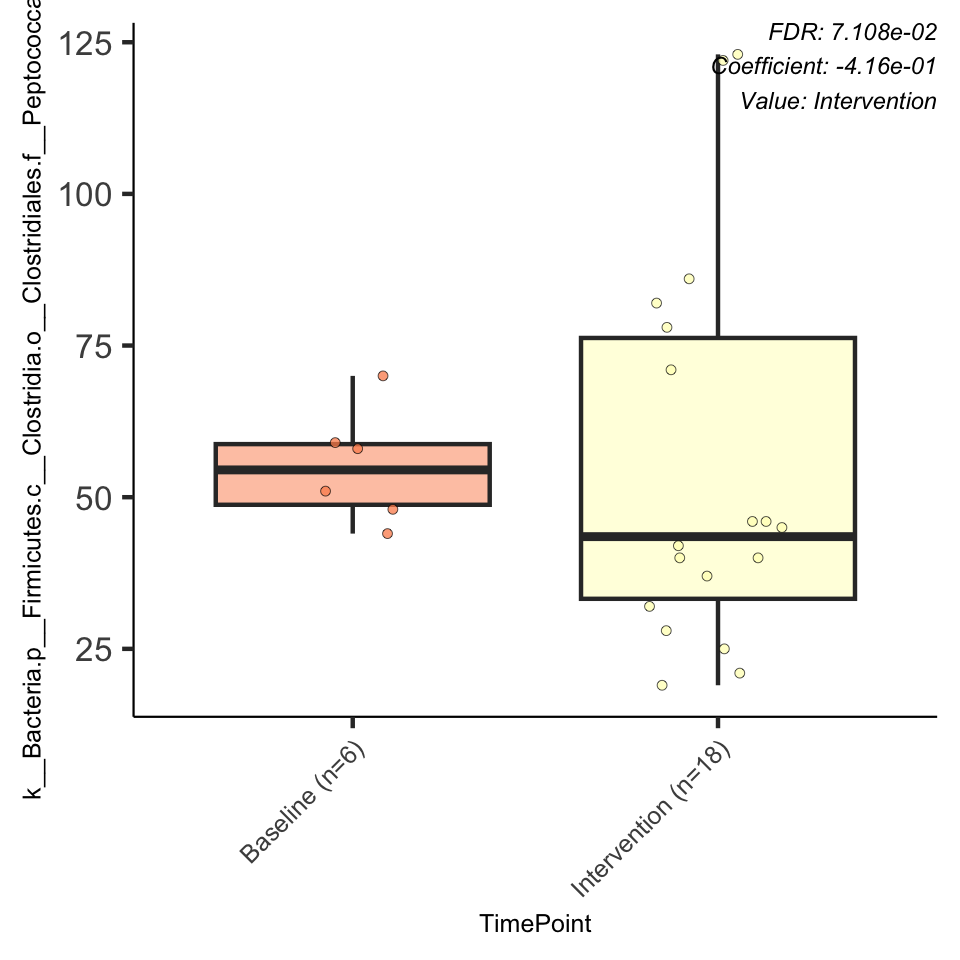 FDR: 7.108e-02
Coefficient: -4.16e-01
Value: Intervention
k__Bacteria.p__Firmicutes.c__Clostridia.o__Clostridiales.f__Peptococca
125
100
75
50
25
Baseline (n=6)
Intervention (n=18)
TimePoint